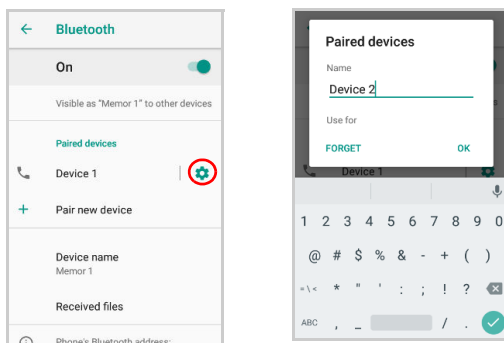 Bluetooth
On
Visible as “Memor 1” to other devices
Paired devices
Device 1
Pair new device
Device name
Memor 1
Received files
Phone's Bluetooth address:
Paired devices
Name
Device 2
Use for
FORGET OK
Device 1
1 2 3 4 5 6 7 8 9 0
@ # $ % & - + ( )
= \ < * " ' : ; ! ?
ABC , _ / .